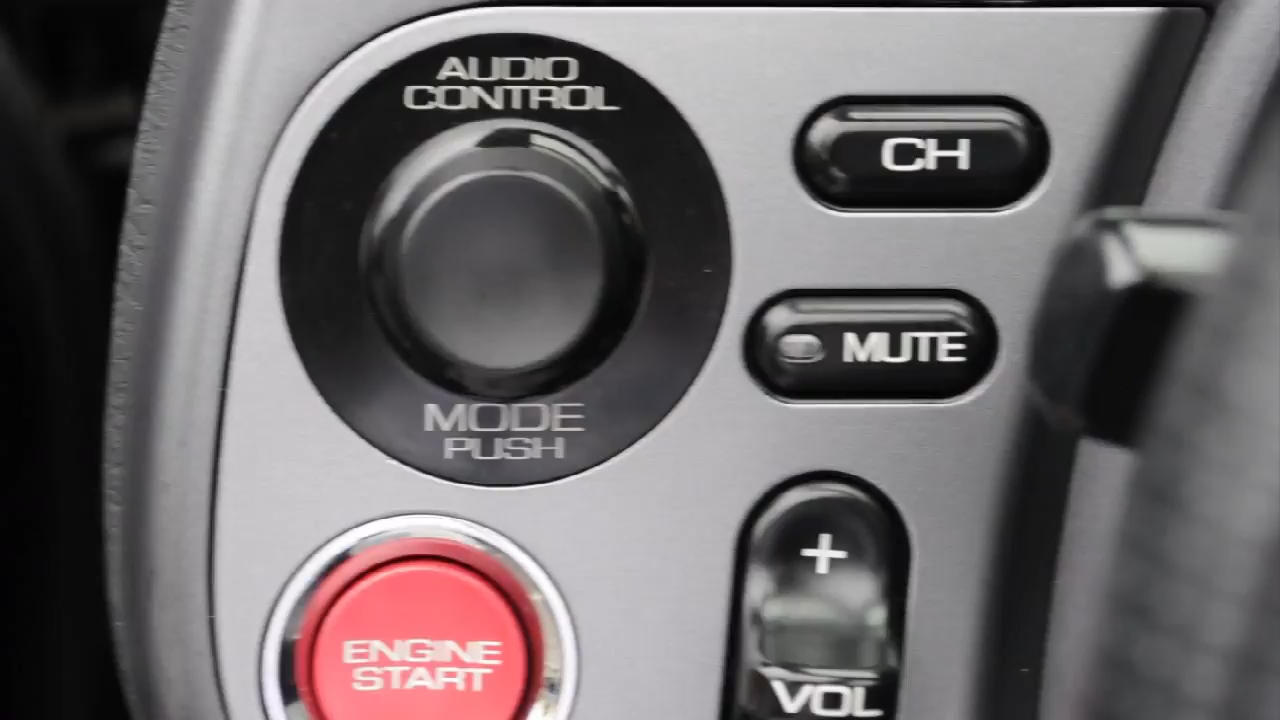 AUDIO
CONTROL
CH
MUTE
MODE
PUSH
+
ENGINE
START
VOL